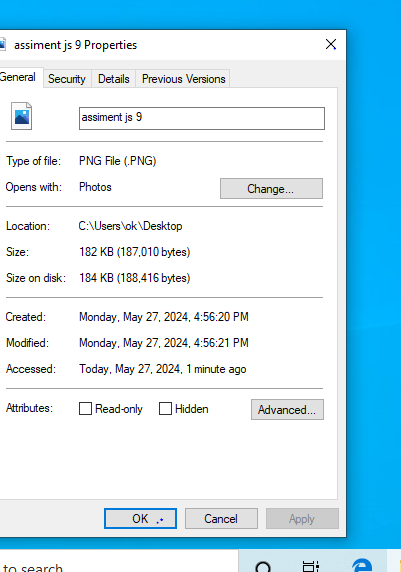 assiment js 9 Properties
General Security Details Previous Versions
assiment js 9
Type of file: PNG File (.PNG)
Opens with: Photos Change...
Location: C:\Users\ok\Desktop
Size: 182 KB (187,010 bytes)
Size on disk: 184 KB (188,416 bytes)
Created: Monday, May 27, 2024, 4:56:20 PM
Modified: Monday, May 27, 2024, 4:56:21 PM
Accessed: Today, May 27, 2024, 1 minute ago
Attributes: Read-only Hidden Advanced...
OK Cancel Apply
to search